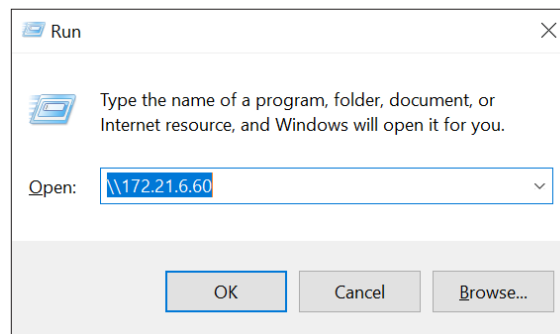 Run
Type the name of a program, folder, document, or
Internet resource, and Windows will open it for you.
Open: \\172.21.6.60
OK Cancel Browse...